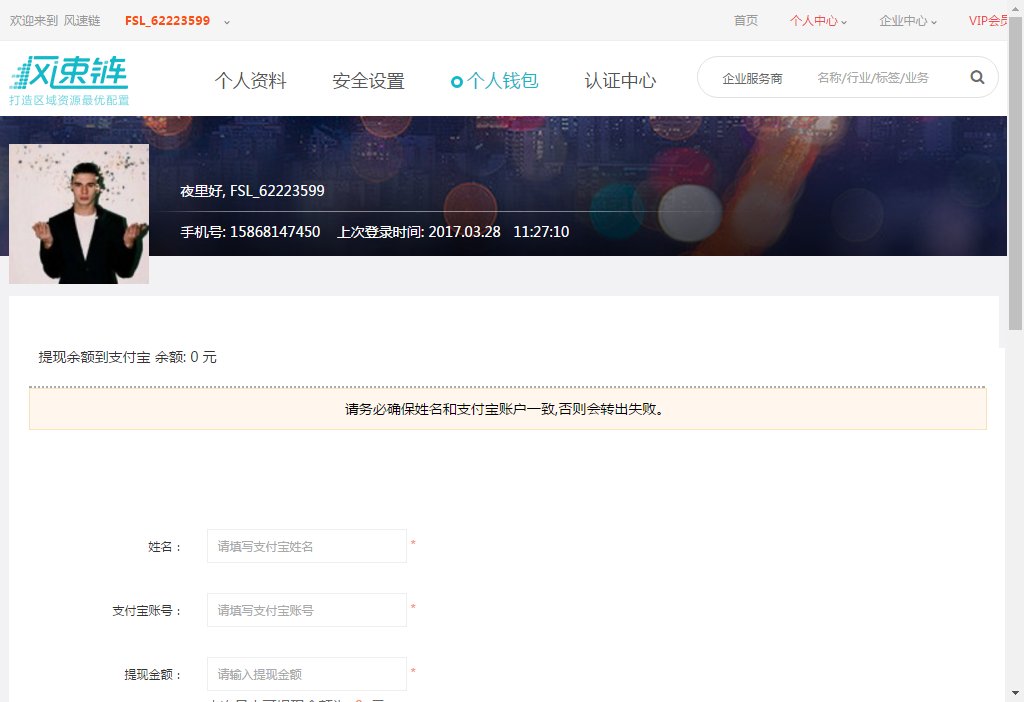 欢迎来到 风速链 FSL_62223599 首页 个人中心 企业中心 VIP会员
风速链
打造区域资源最优配置
个人资料 安全设置 个人钱包 认证中心 企业服务商 名称/行业/标签/业务
夜里好, FSL_62223599
手机号: 15868147450 上次登录时间: 2017.03.28 11:27:10
提现余额到支付宝 余额: 0 元
请务必确保姓名和支付宝账户一致,否则会转出失败。
姓名： 请填写支付宝姓名 *
支付宝账号： 请填写支付宝账号 *
提现金额： 请输入提现金额 *